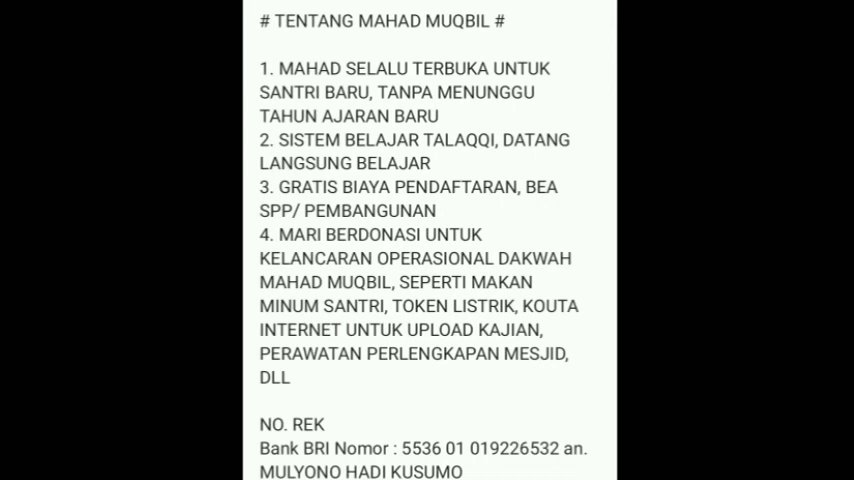 # TENTANG MAHAD MUQBIL #
1. MAHAD SELALU TERBUKA UNTUK
SANTRI BARU, TANPA MENUNGGU
TAHUN AJARAN BARU
2. SISTEM BELAJAR TALAQQI, DATANG
LANGSUNG BELAJAR
3. GRATIS BIAYA PENDAFTARAN, BEA
SPP/ PEMBANGUNAN
4. MARI BERDONASI UNTUK
KELANCARAN OPERASIONAL DAKWAH
MAHAD MUQBIL, SEPERTI MAKAN
MINUM SANTRI, TOKEN LISTRIK, KOUTA
INTERNET UNTUK UPLOAD KAJIAN,
PERAWATAN PERLENGKAPAN MESJID,
DLL
NO. REK
Bank BRI Nomor : 5536 01 019226532 an.
MULYONO HADI KUSUMO